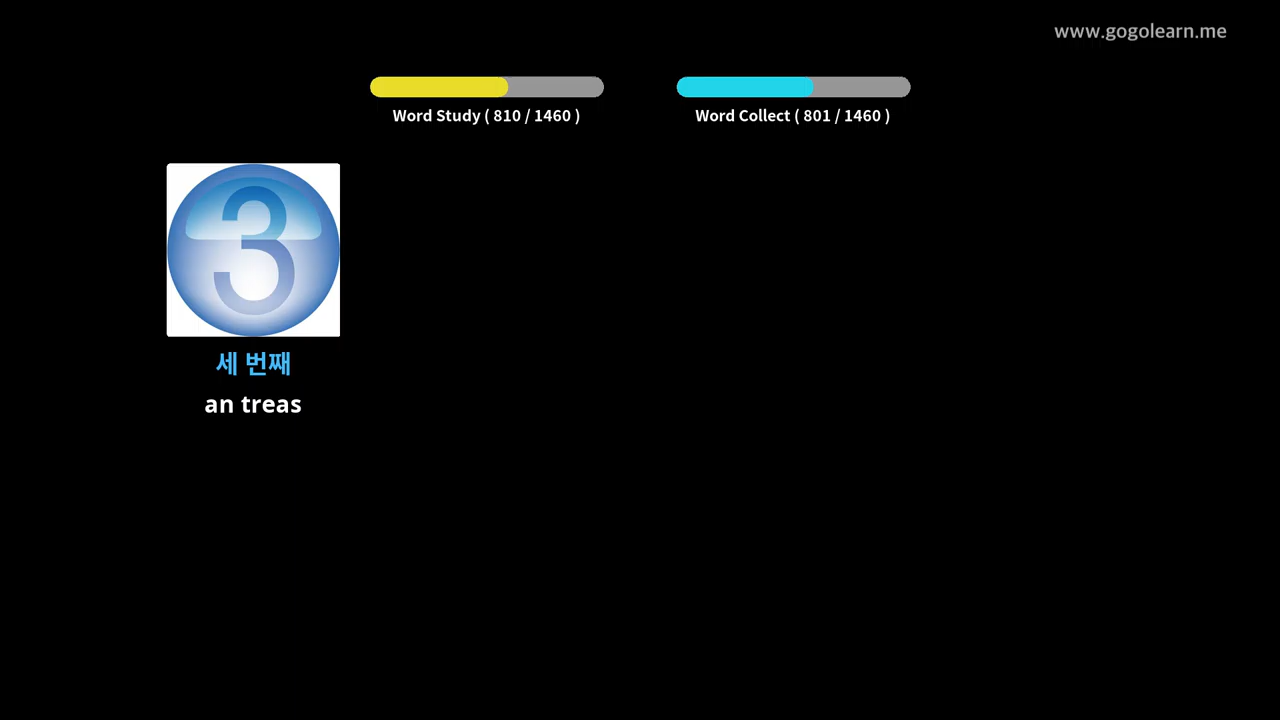 www.gogolearn.me
Word Study ( 810 / 1460 )
Word Collect ( 801 / 1460 )
3
세 번째
an treas